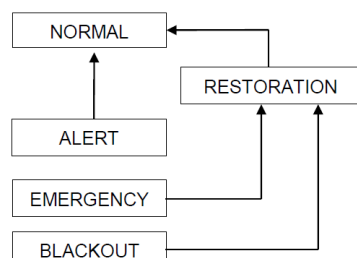 NORMAL
RESTORATION
ALERT
EMERGENCY
BLACKOUT